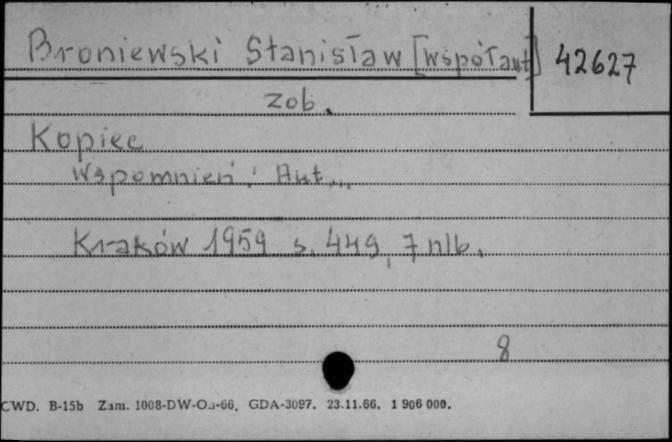 Broniewski Stanisław [współaut] 42627
zob.
Kopiec
Wspomnień. Aut...
Kraków 1959 s. 449, 7 nlb.
8
CWD. B-15b Zam. 1008-DW-Oa-66. GDA-3097. 23.11.66. 1 906 000.